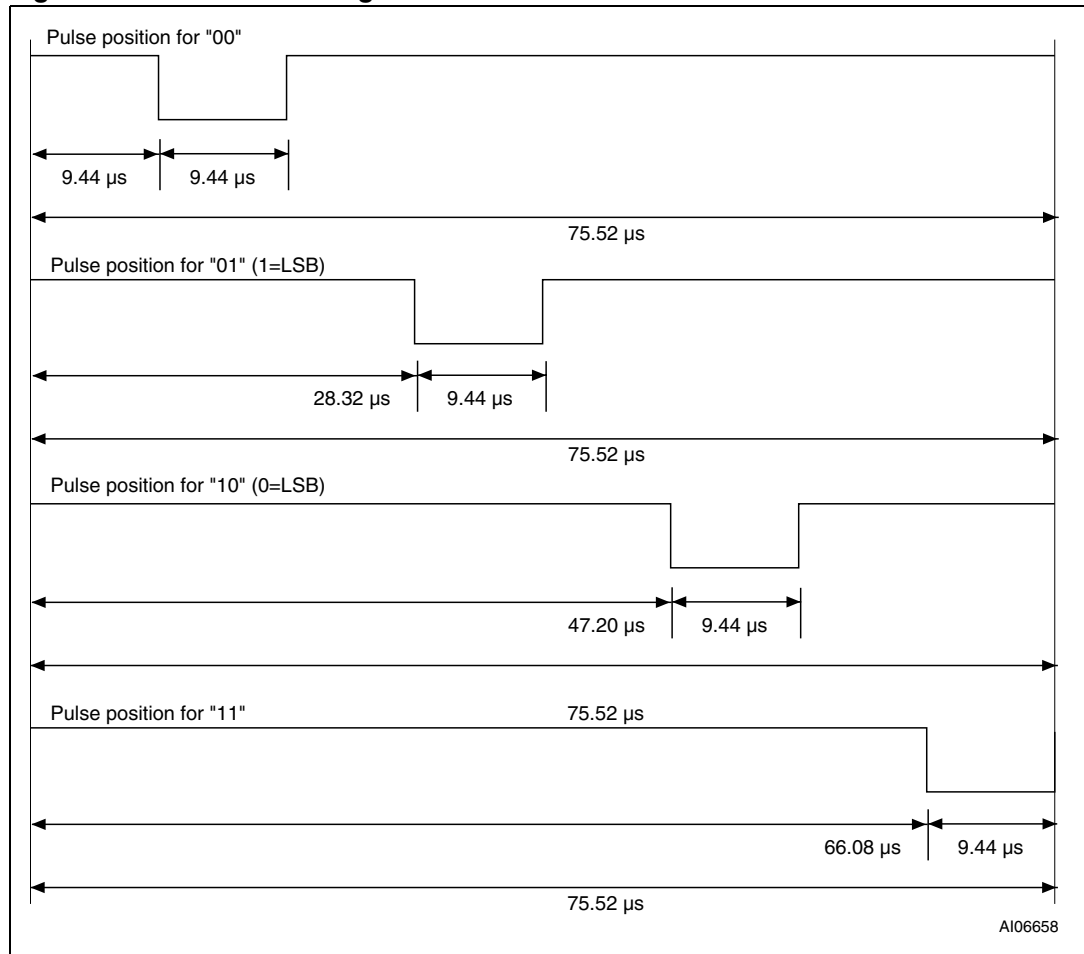 Pulse position for "00"
9.44 µs 9.44 µs
75.52 µs
Pulse position for "01" (1=LSB)
28.32 µs 9.44 µs
75.52 µs
Pulse position for "10" (0=LSB)
47.20 µs 9.44 µs
Pulse position for "11" 75.52 µs
66.08 µs 9.44 µs
75.52 µs
AI06658